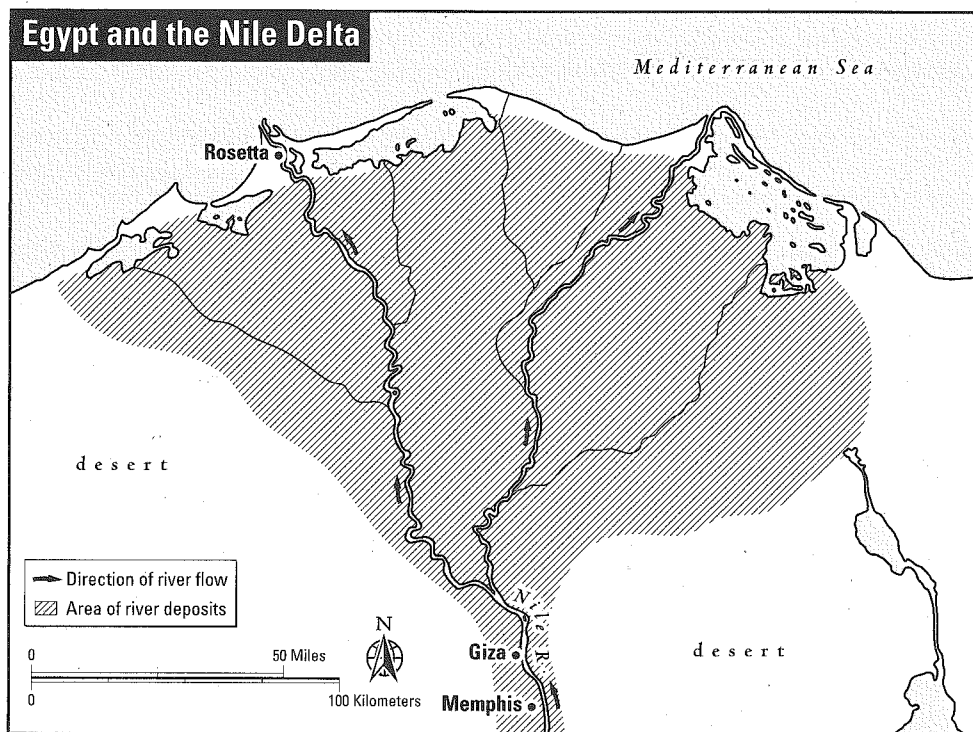 Egypt and the Nile Delta
Mediterranean Sea
Rosetta
desert
Direction of river flow
Area of river deposits
N
0 50 Miles
0 100 Kilometers
Nile R.
Giza
desert
Memphis